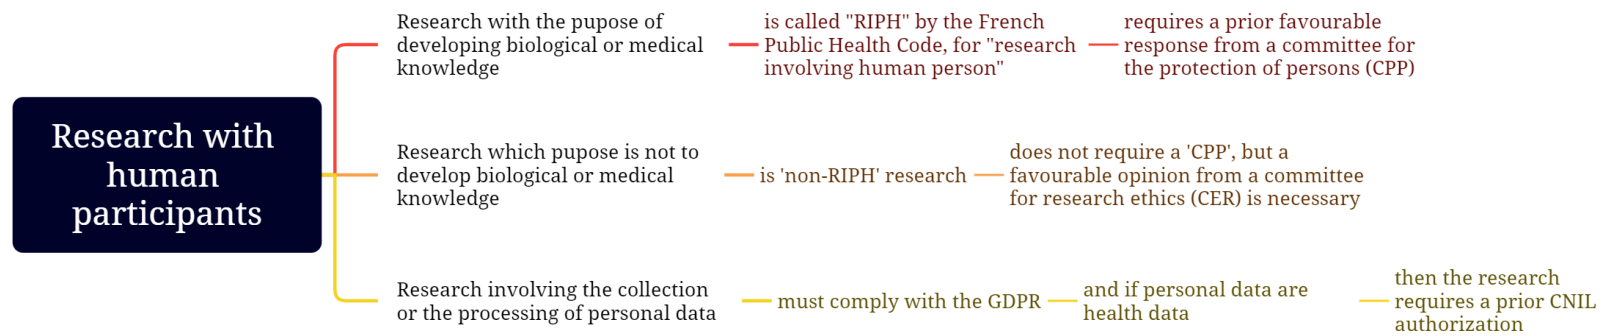 Research with
human
participants
Research with the pupose of
developing biological or medical
knowledge
is called "RIPH" by the French
Public Health Code, for "research
involving human person"
requires a prior favourable
response from a committee for
the protection of persons (CPP)
Research which pupose is not to
develop biological or medical
knowledge
is 'non-RIPH' research
does not require a 'CPP', but a
favourable opinion from a committee
for research ethics (CER) is necessary
Research involving the collection
or the processing of personal data
must comply with the GDPR
and if personal data are
health data
then the research
requires a prior CNIL
authorization